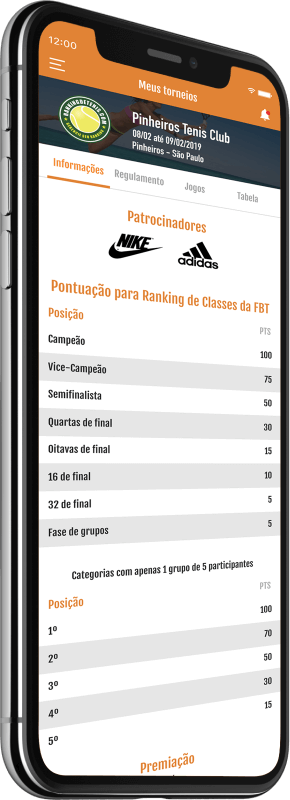 12:00
Meus torneios
RANKINGDETENIS.COM
Pinheiros Tenis Club
08/02 até 09/02/2019
Pinheiros - São Paulo
Informações Regulamento Jogos Tabela
Patrocinadores
NIKE adidas
Pontuação para Ranking de Classes da FBT
Posição PTS
Campeão 100
Vice-Campeão 75
Semifinalista 50
Quartas de final 30
Oitavas de final 15
16 de final 10
32 de final 5
Fase de grupos 5
Categorias com apenas 1 grupo de 5 participantes
Posição PTS
1º 100
2º 70
3º 50
4º 30
5º 15
Premiação